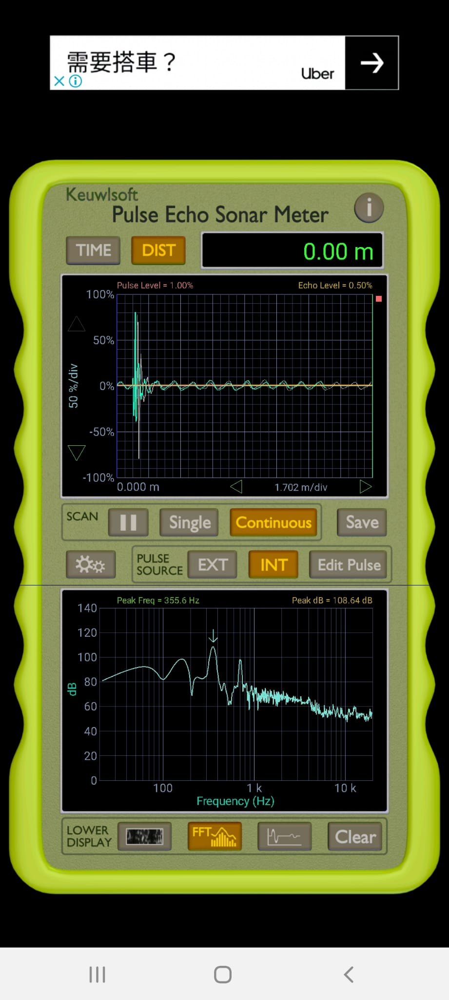 需要搭車？
Uber
Keuwlsoft
Pulse Echo Sonar Meter
i
TIME
DIST
0.00 m
Pulse Level = 1.00%
Echo Level = 0.50%
100%
50%
0%
-50%
-100%
50 %/div
0.000 m
1.702 m/div
SCAN
Single
Continuous
Save
PULSE
SOURCE
EXT
INT
Edit Pulse
Peak Freq = 355.6 Hz
Peak dB = 108.64 dB
140
120
100
80
60
40
20
0
dB
100
1 k
10 k
Frequency (Hz)
LOWER
DISPLAY
FFT
Clear